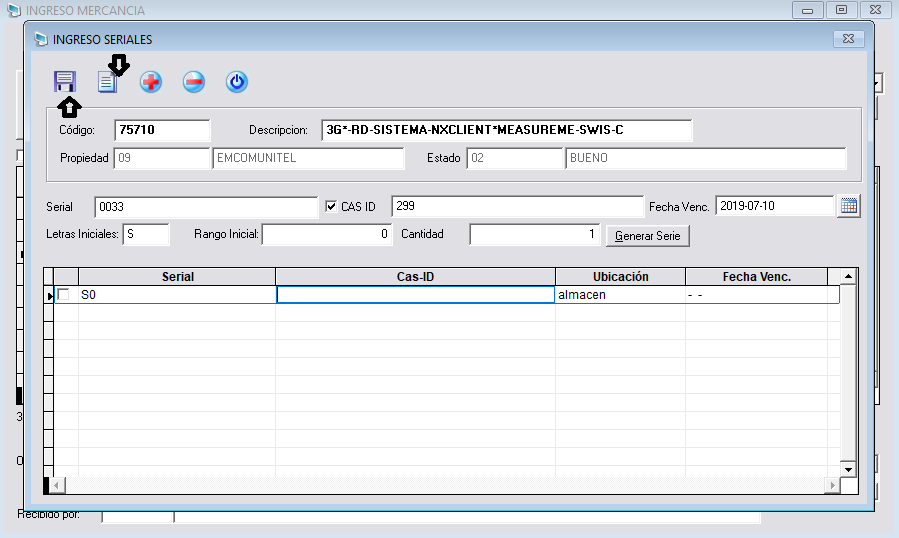 INGRESO MERCANCIA
INGRESO SERIALES
Código: 75710 Descripcion: 3G*-RD-SISTEMA-NXCLIENT*MEASUREME-SWIS-C
Propiedad 09 EMCOMUNITEL Estado 02 BUENO
Serial 0033 CAS ID 299 Fecha Venc. 2019-07-10
Letras Iniciales: S Rango Inicial: 0 Cantidad 1 Generar Serie
Serial Cas-ID Ubicación Fecha Venc.
S0 almacen - -
3
Recibido por: